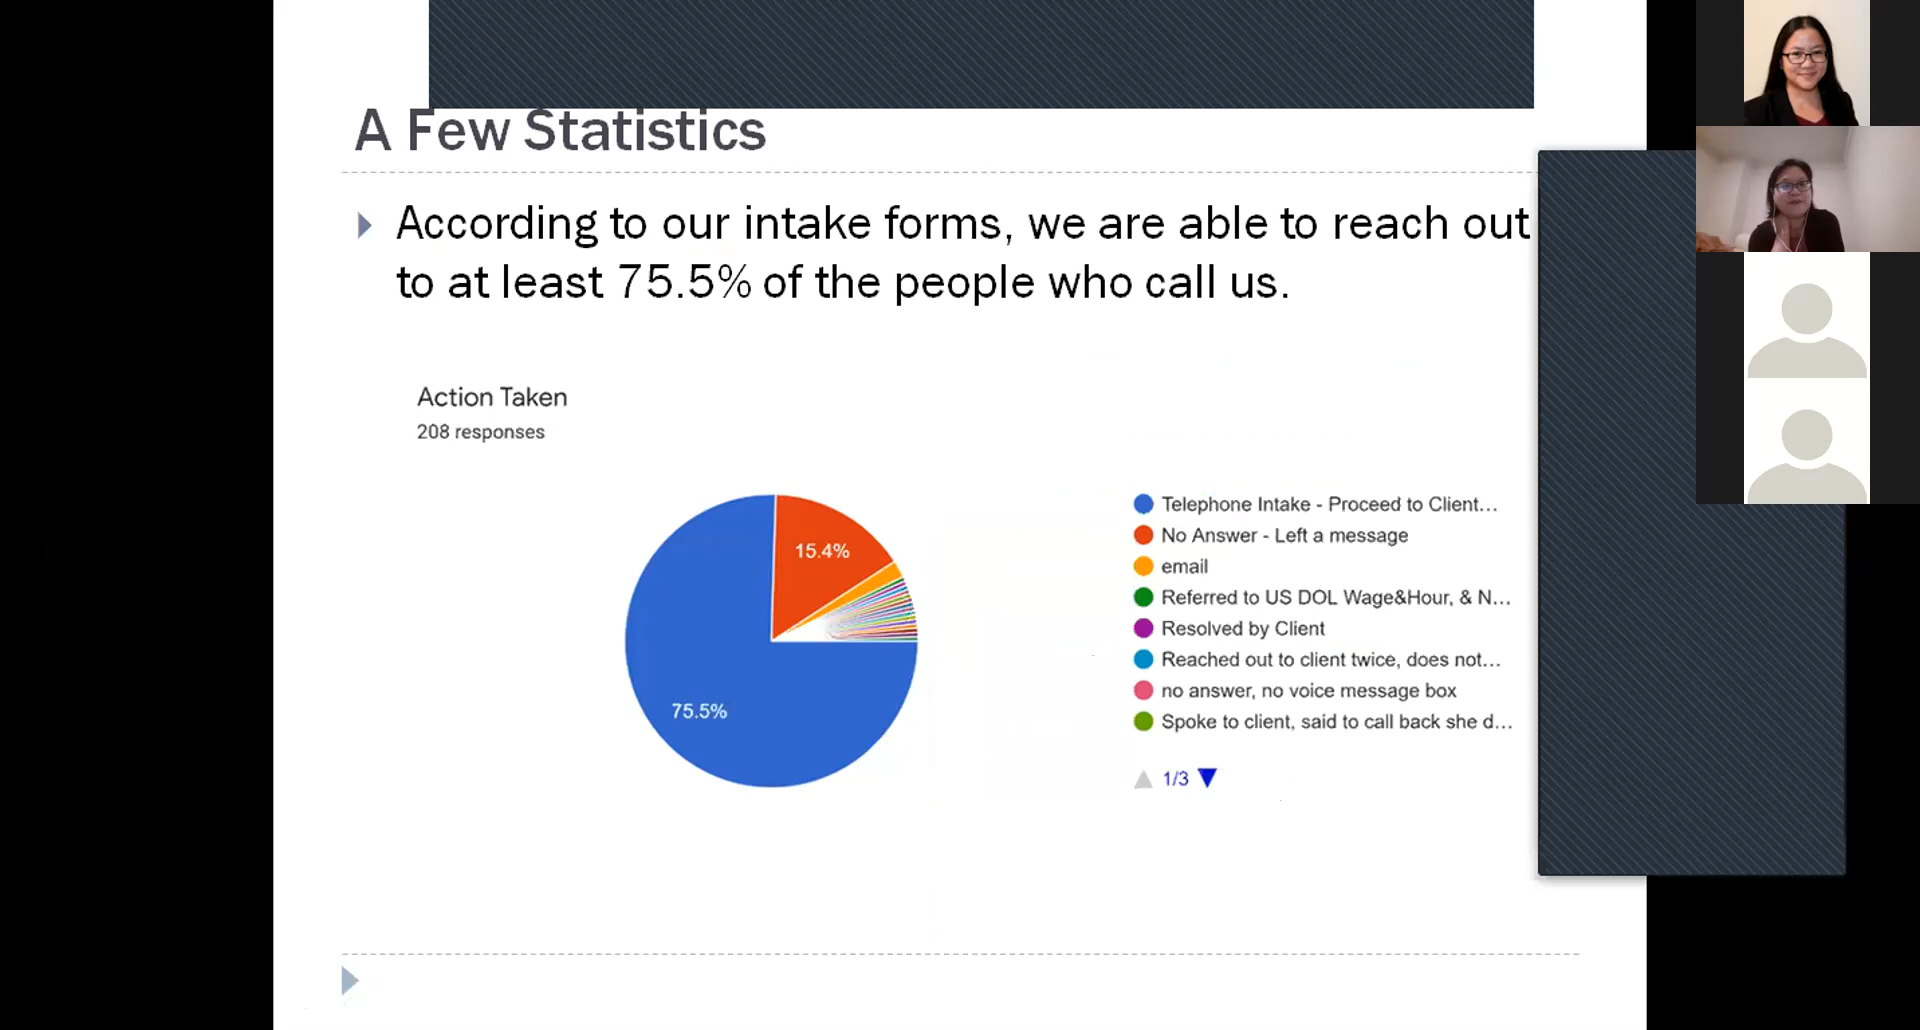 A Few Statistics
According to our intake forms, we are able to reach out
to at least 75.5% of the people who call us.
Action Taken
208 responses
15.4%
75.5%
Telephone Intake - Proceed to Client...
No Answer - Left a message
email
Referred to US DOL Wage&Hour, & N...
Resolved by Client
Reached out to client twice, does not...
no answer, no voice message box
Spoke to client, said to call back she d...
1/3